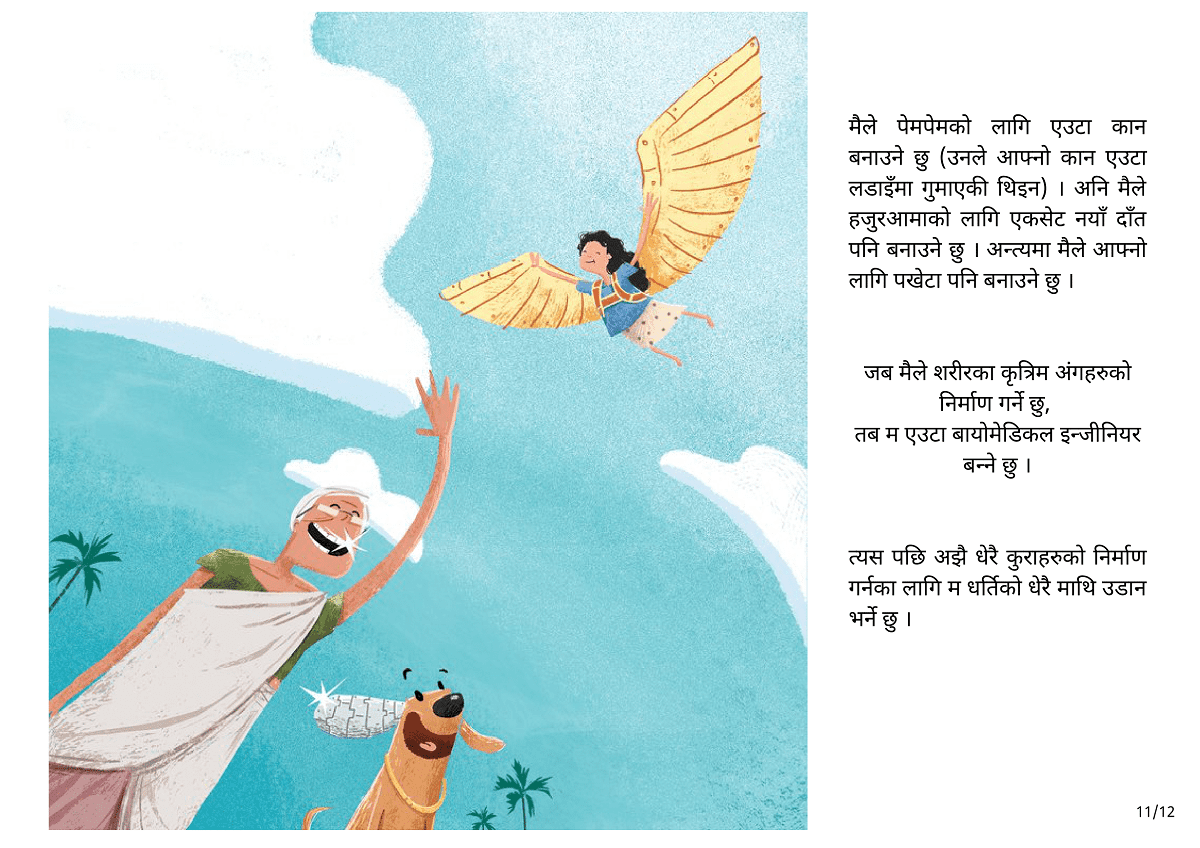 मैले पेमपेमको लागि एउटा कान
बनाउने छु (उनले आफ्नो कान एउटा
लडाइँमा गुमाएकी थिइन) । अनि मैले
हजुरआमाको लागि एकसेट नयाँ दाँत
पनि बनाउने छु । अन्त्यमा मैले आफ्नो
लागि पखेटा पनि बनाउने छु ।
जब मैले शरीरका कृत्रिम अंगहरुको
निर्माण गर्ने छु,
तब म एउटा बायोमेडिकल इन्जीनियर
बन्ने छु ।
त्यस पछि अझै धेरै कुराहरुको निर्माण
गर्नका लागि म धर्तिको धेरै माथि उडान
भर्ने छु ।
11/12